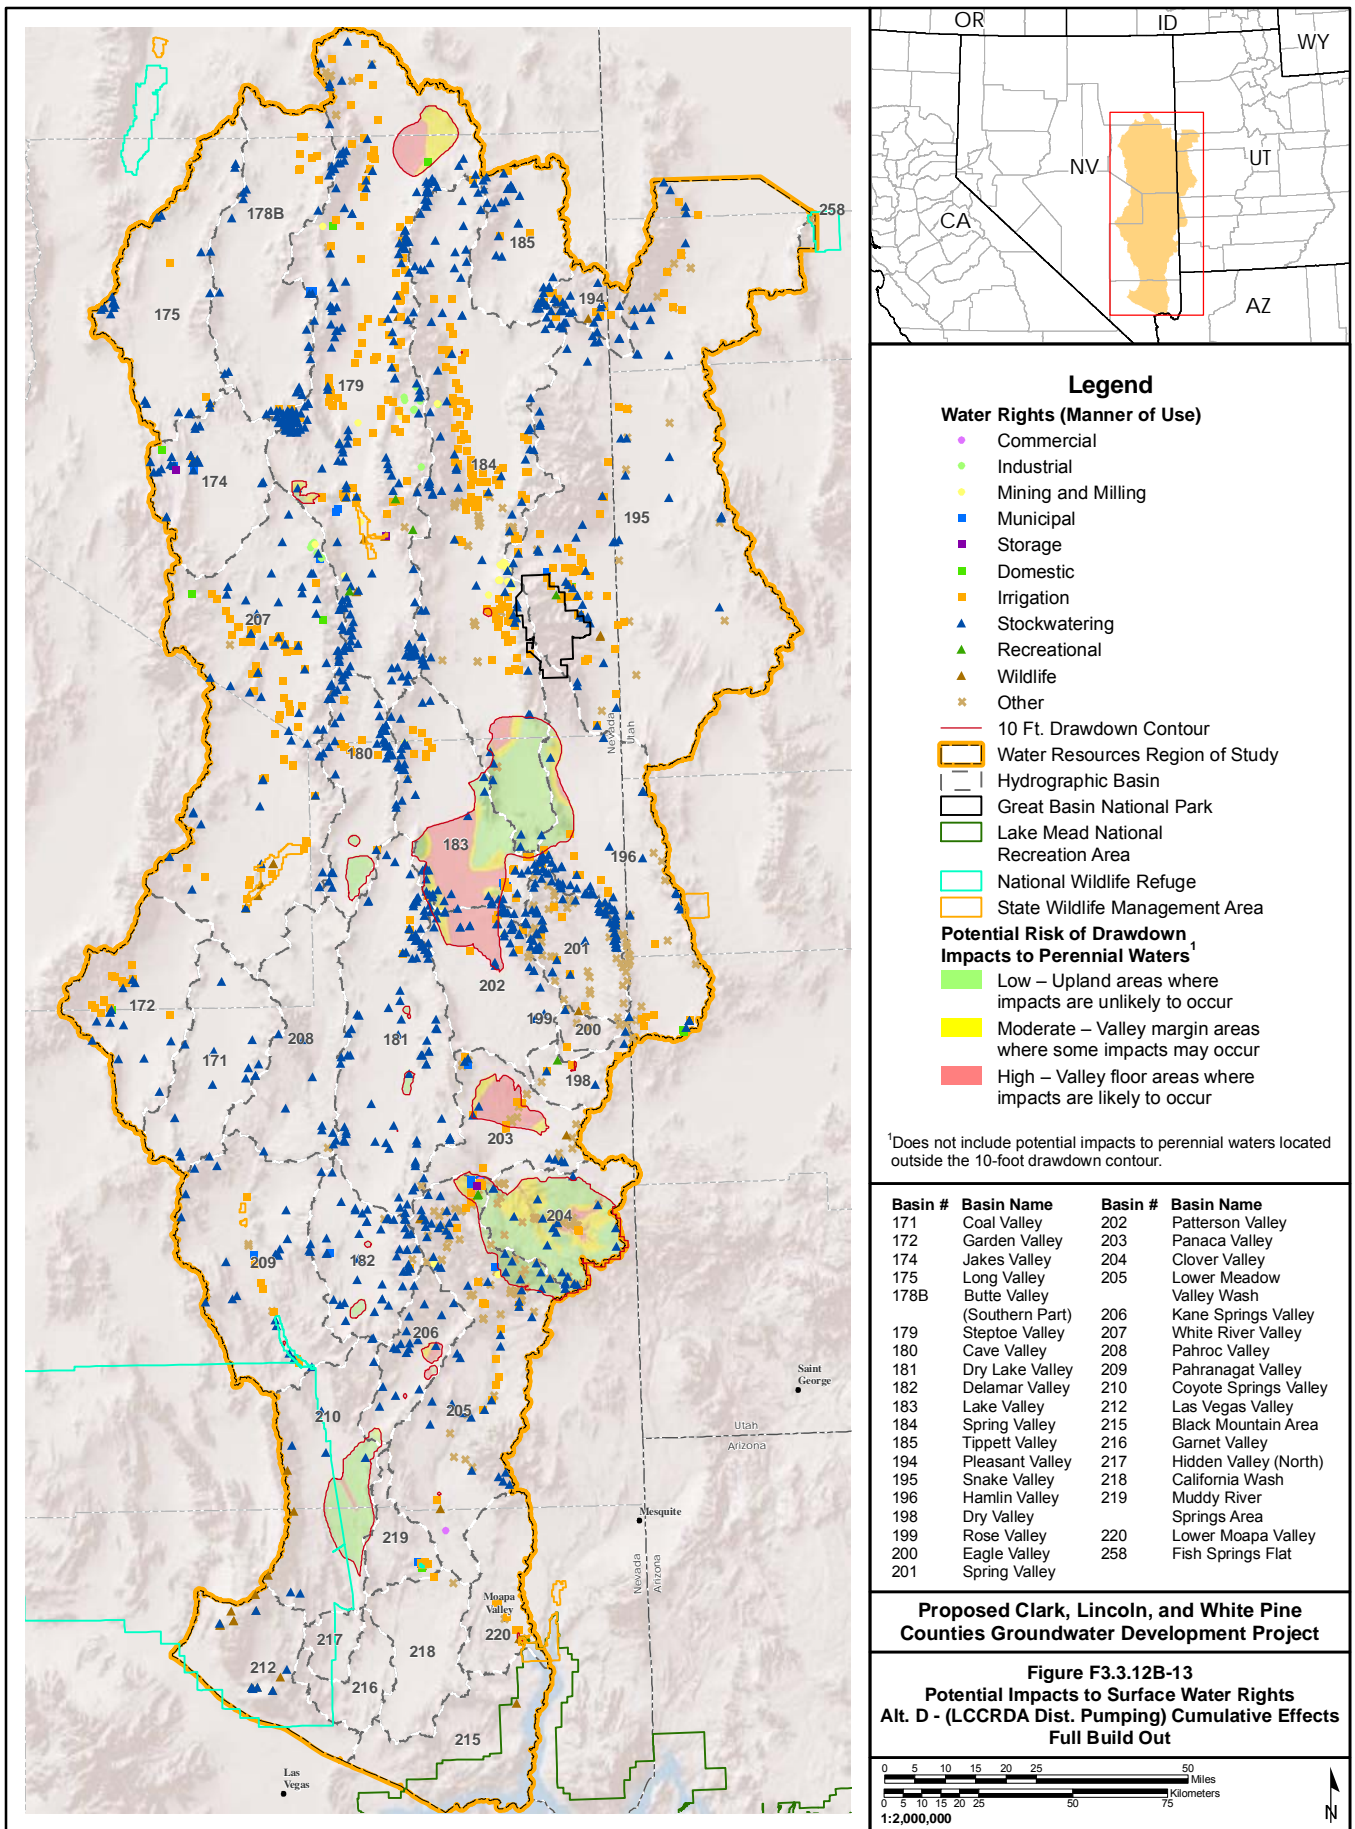 OR
ID
WY
NV
UT
CA
AZ
258
178B
185
194
175
179
184
174
195
207
Nevada
Utah
180
183
196
201
202
172
199
200
208
181
171
198
203
204
209
182
206
Saint
George
210
205
Utah
Arizona
Mesquite
219
Nevada
Arizona
Moapa
Valley
220
217
218
212
216
215
Las
Vegas
Legend
Water Rights (Manner of Use)
Commercial
Industrial
Mining and Milling
Municipal
Storage
Domestic
Irrigation
Stockwatering
Recreational
Wildlife
Other
10 Ft. Drawdown Contour
Water Resources Region of Study
Hydrographic Basin
Great Basin National Park
Lake Mead National
Recreation Area
National Wildlife Refuge
State Wildlife Management Area
Potential Risk of Drawdown
Impacts to Perennial Waters1
Low – Upland areas where
impacts are unlikely to occur
Moderate – Valley margin areas
where some impacts may occur
High – Valley floor areas where
impacts are likely to occur
1Does not include potential impacts to perennial waters located
outside the 10-foot drawdown contour.
Basin # Basin Name Basin # Basin Name
171 Coal Valley 202 Patterson Valley
172 Garden Valley 203 Panaca Valley
174 Jakes Valley 204 Clover Valley
175 Long Valley 205 Lower Meadow
178B Butte Valley Valley Wash
(Southern Part) 206 Kane Springs Valley
179 Steptoe Valley 207 White River Valley
180 Cave Valley 208 Pahroc Valley
181 Dry Lake Valley 209 Pahranagat Valley
182 Delamar Valley 210 Coyote Springs Valley
183 Lake Valley 212 Las Vegas Valley
184 Spring Valley 215 Black Mountain Area
185 Tippett Valley 216 Garnet Valley
194 Pleasant Valley 217 Hidden Valley (North)
195 Snake Valley 218 California Wash
196 Hamlin Valley 219 Muddy River
198 Dry Valley Springs Area
199 Rose Valley 220 Lower Moapa Valley
200 Eagle Valley 258 Fish Springs Flat
201 Spring Valley
Proposed Clark, Lincoln, and White Pine
Counties Groundwater Development Project
Figure F3.3.12B-13
Potential Impacts to Surface Water Rights
Alt. D - (LCCRDA Dist. Pumping) Cumulative Effects
Full Build Out
0 5 10 15 20 25 50
Miles
Kilometers
0 5 10 15 20 25 50 75
1:2,000,000
N